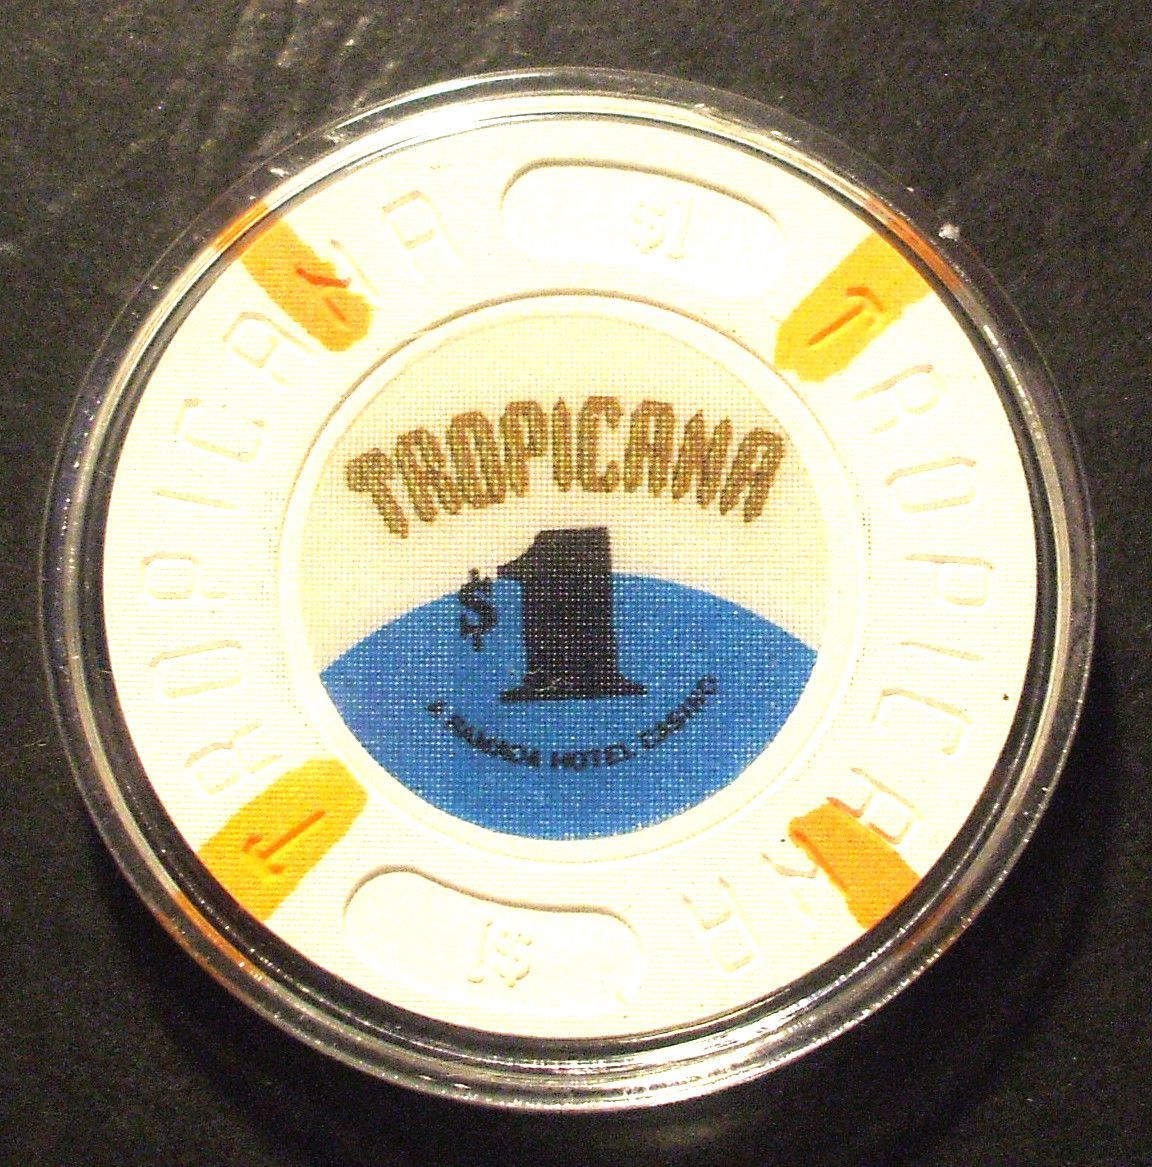 $1
TROPICANA
TROPICANA
TROPICANA
$1
A RAMADA HOTEL CASINO
$1